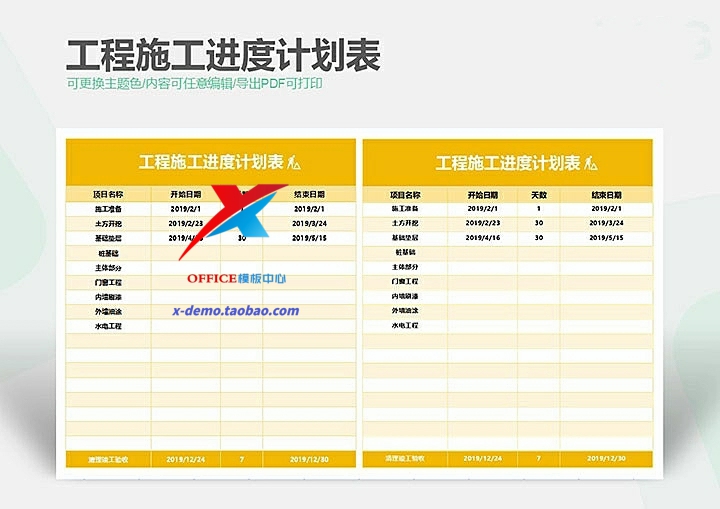 工程施工进度计划表
可更换主题色/内容可任意编辑/导出PDF可打印
工程施工进度计划表 工程施工进度计划表
项目名称 开始日期 结束日期 项目名称 开始日期 天数 结束日期
施工准备 2019/2/1 2019/2/1 施工准备 2019/2/1 1 2019/2/1
土方开挖 2019/2/23 2019/3/24 土方开挖 2019/2/23 30 2019/3/24
基础垫层 30 2019/5/15 基础垫层 2019/4/16 30 2019/5/15
桩基础 桩基础
主体部分 主体部分
OFFICE模板中心
门窗工程 门窗工程
内墙刷漆 内墙刷漆
x-demo.taobao.com
外墙油涂 外墙油涂
水电工程 水电工程
清理竣工验收 2019/12/24 7 2019/12/30 清理竣工验收 2019/12/24 7 2019/12/30